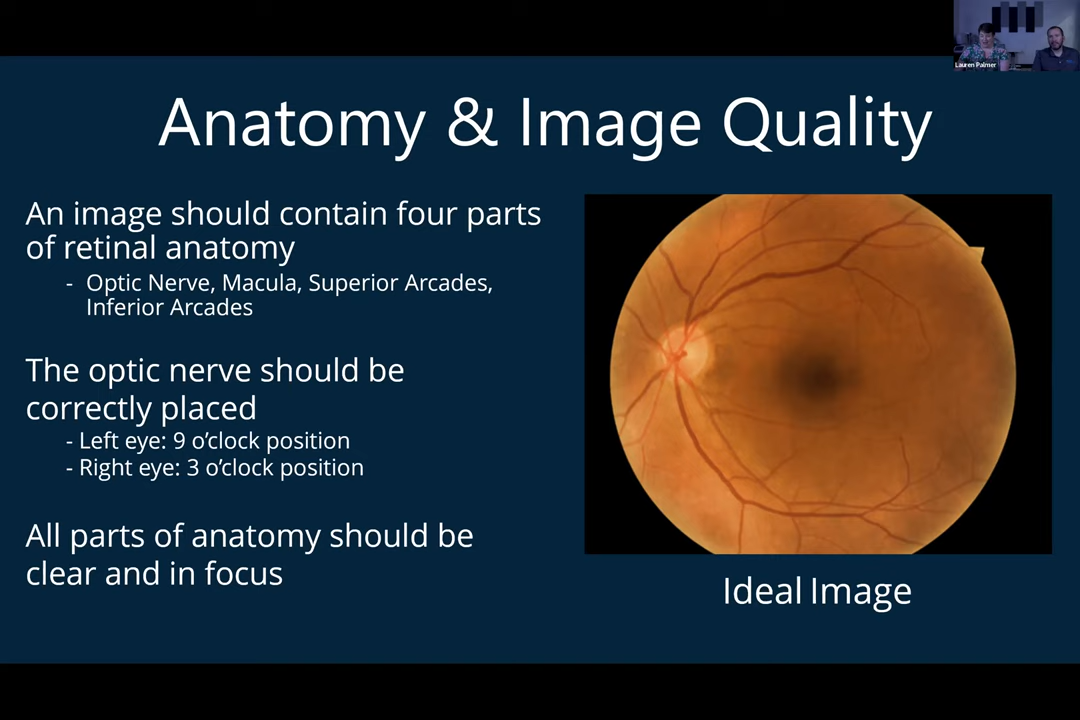 Lauren Palmer
Anatomy & Image Quality
An image should contain four parts
of retinal anatomy
- Optic Nerve, Macula, Superior Arcades,
Inferior Arcades
The optic nerve should be
correctly placed
- Left eye: 9 o’clock position
- Right eye: 3 o’clock position
All parts of anatomy should be
clear and in focus
Ideal Image